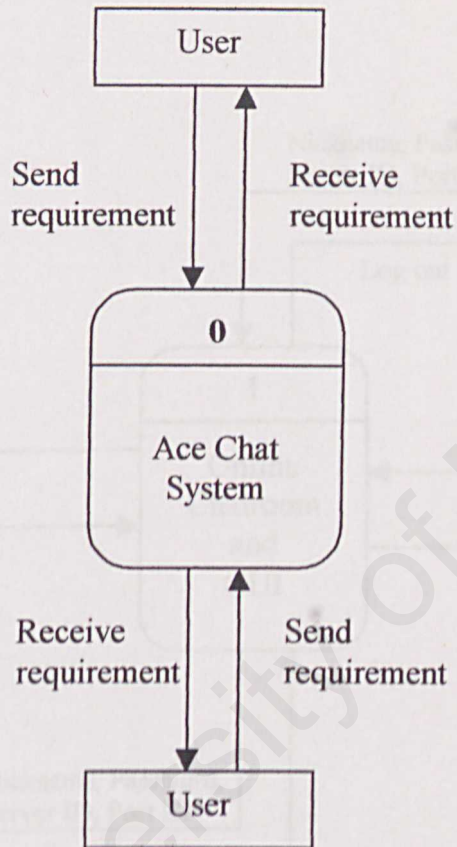 User
Send
requirement
Receive
requirement
0
Ace Chat
System
Receive
requirement
Send
requirement
User